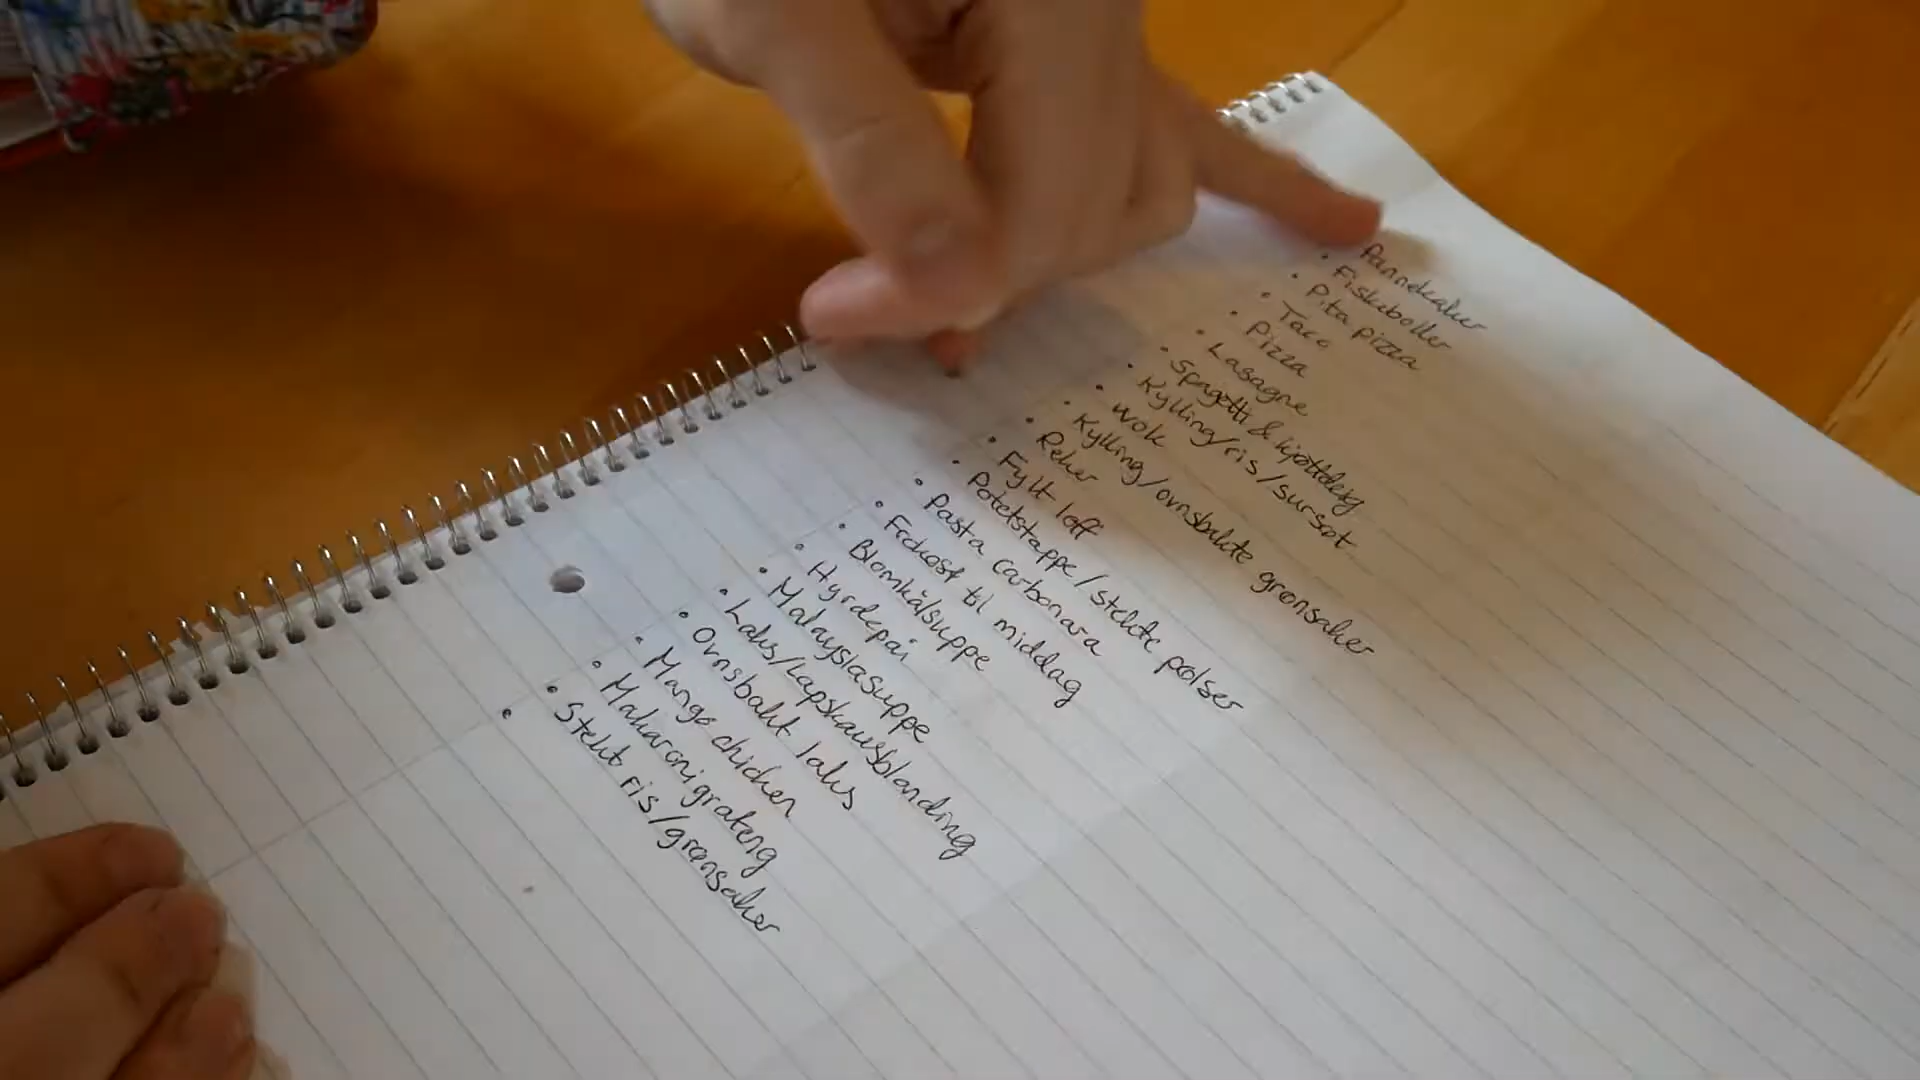 Pannekaker
• Fiskeboller
• Pita pizza
• Taco
• Pizza
• Lasagne
• Spagetti & kjøttdeig
• Kylling/ris/sursøt
• Wok
• Kylling/ovnsbakte grønsaker
• Reker
• Fylt loff
• Potetstappe/stekte pølser
• Pasta carbonara
• Frokost til middag
• Blomkålsuppe
• Hyrdepai
• Malaysiasuppe
• Laks/lapskausblanding
• Ovnsbakt laks
• Mango chicken
• Makaronigrateng
• Stekt ris/grønsaker
•